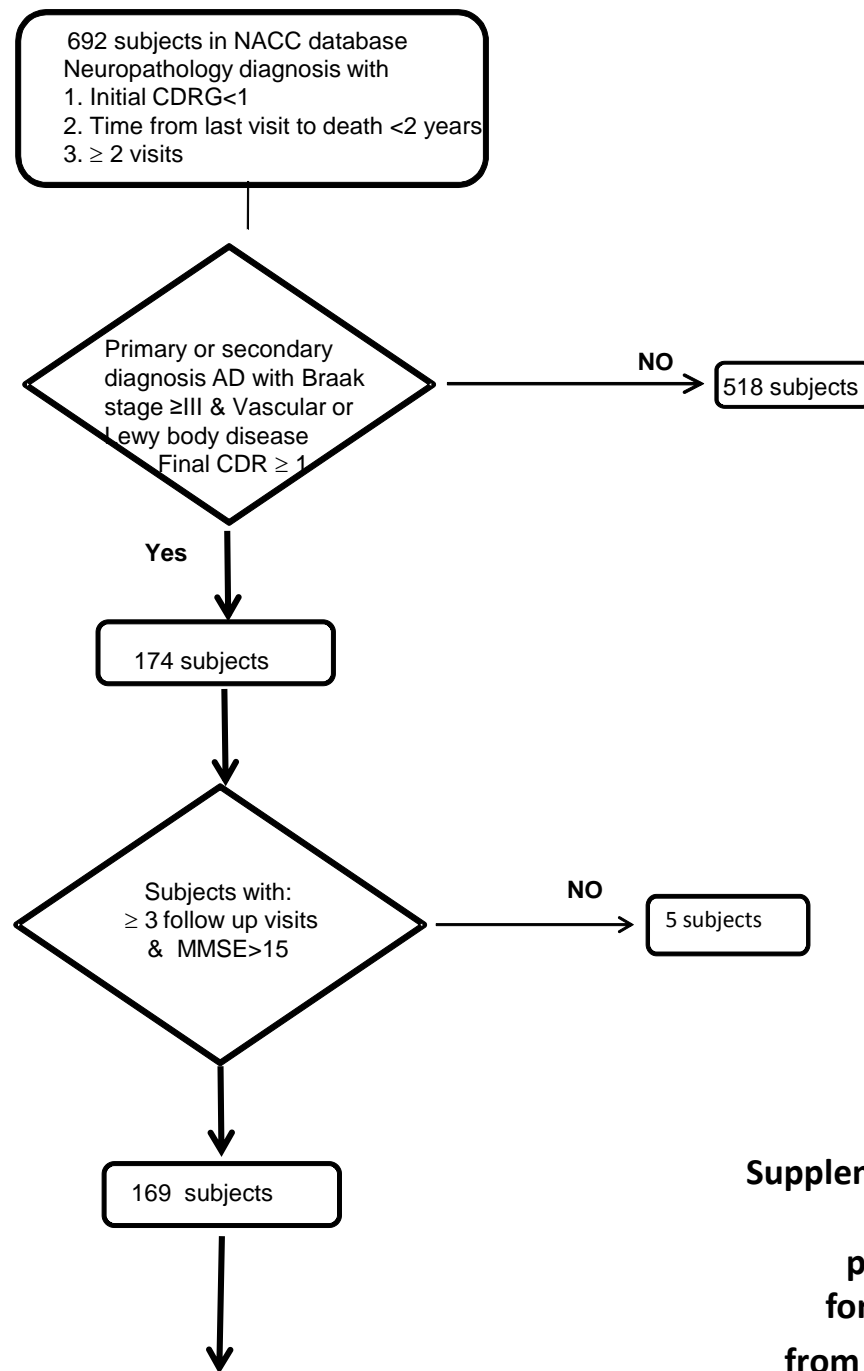 692 subjects in NACC database
Neuropathology diagnosis with
1. Initial CDRG<1
2. Time from last visit to death <2 years
3. ≥ 2 visits
Primary or secondary
diagnosis AD with Braak
stage ≥III & Vascular or
Lewy body disease
Final CDR ≥ 1
NO
518 subjects
Yes
174 subjects
Subjects with:
≥ 3 follow up visits
& MMSE>15
NO
5 subjects
169 subjects
for
from